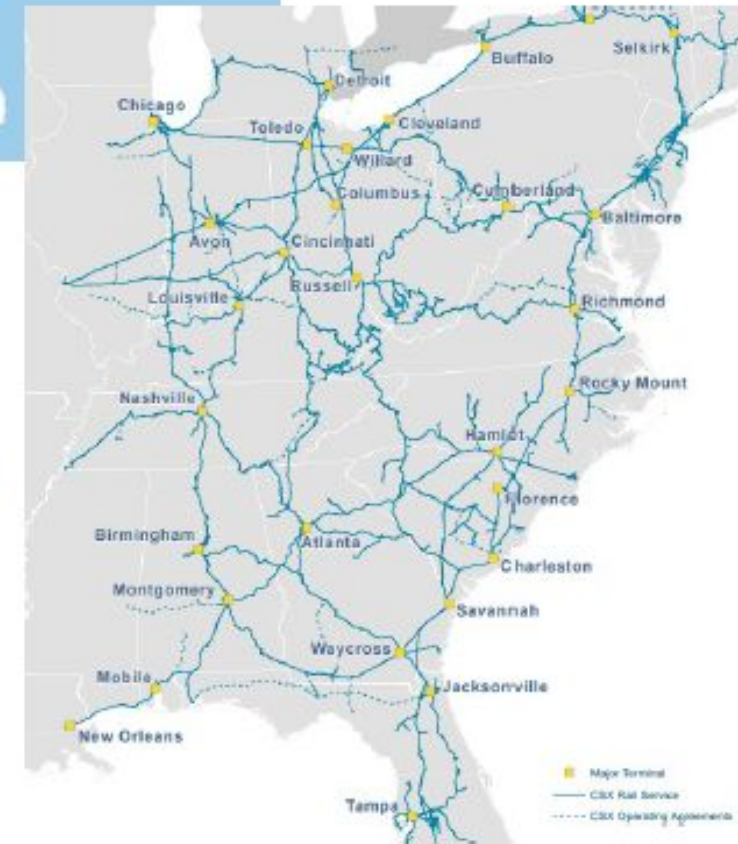 Buffalo
Selkirk
Detroit
Chicago
Toledo
Cleveland
Willard
Columbus
Cumberland
Baltimore
Avon
Cincinnati
Russell
Louisville
Richmond
Nashville
Rocky Mount
Hamlet
Florence
Birmingham
Atlanta
Charleston
Montgomery
Savannah
Waycross
Mobile
Jacksonville
New Orleans
Major Terminal
CSX Rail Service
Tampa
CSX Operating Agreements